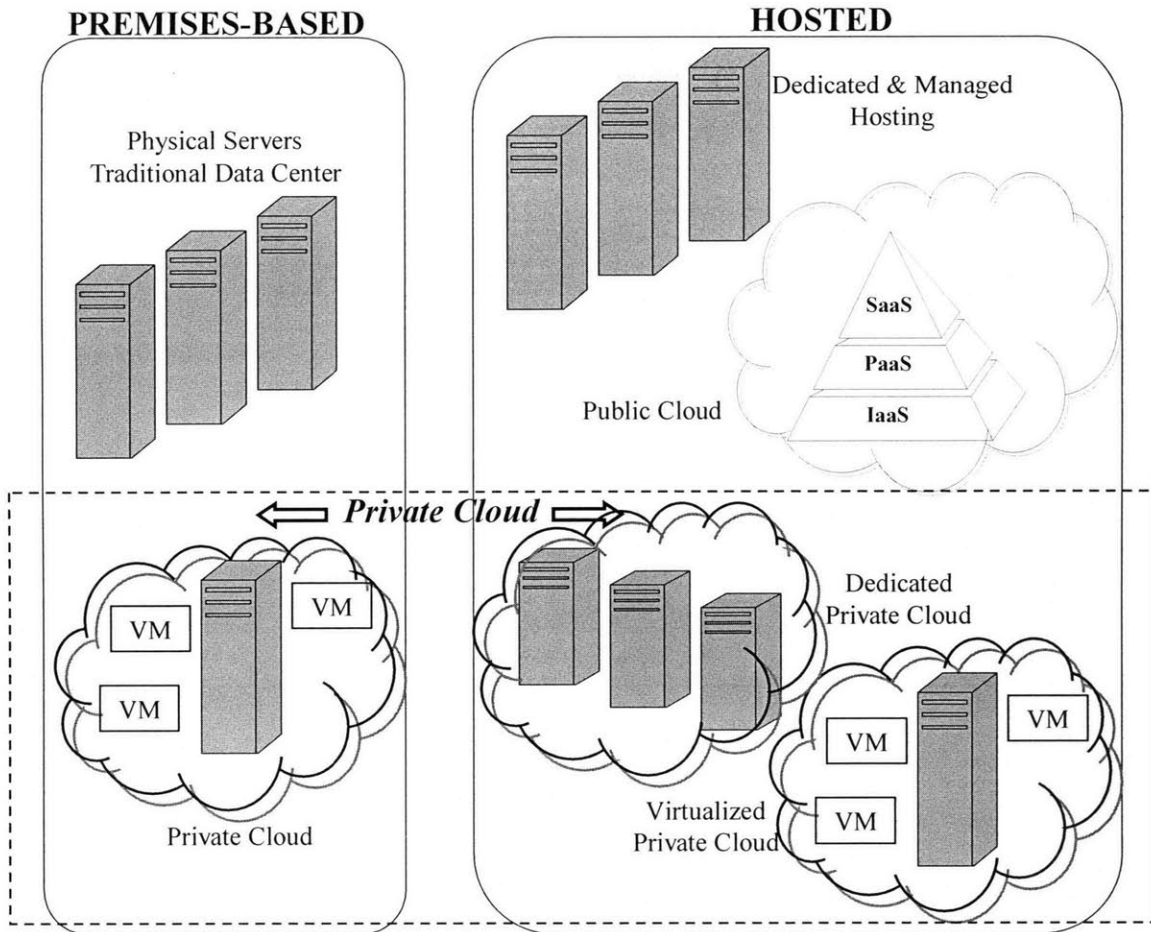 PREMISES-BASED
HOSTED
Physical Servers
Traditional Data Center
Dedicated & Managed
Hosting
SaaS
PaaS
IaaS
Public Cloud
Private Cloud
VM
VM
VM
Private Cloud
Dedicated
Private Cloud
Virtualized
Private Cloud
VM
VM
VM